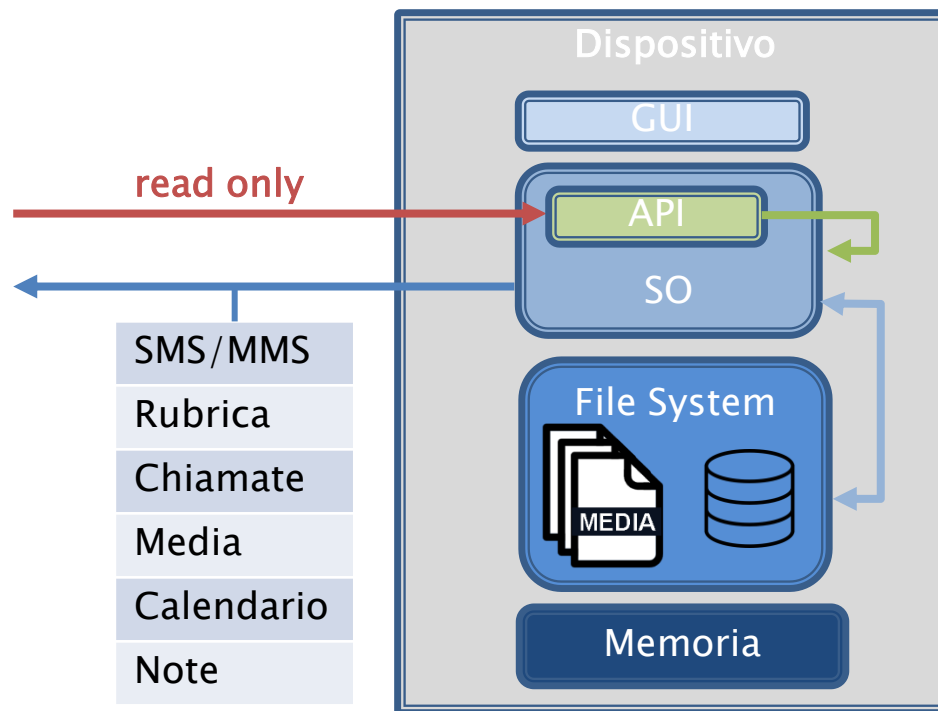 Dispositivo
GUI
read only
API
SO
SMS/MMS
Rubrica
Chiamate
Media
Calendario
Note
File System
MEDIA
Memoria